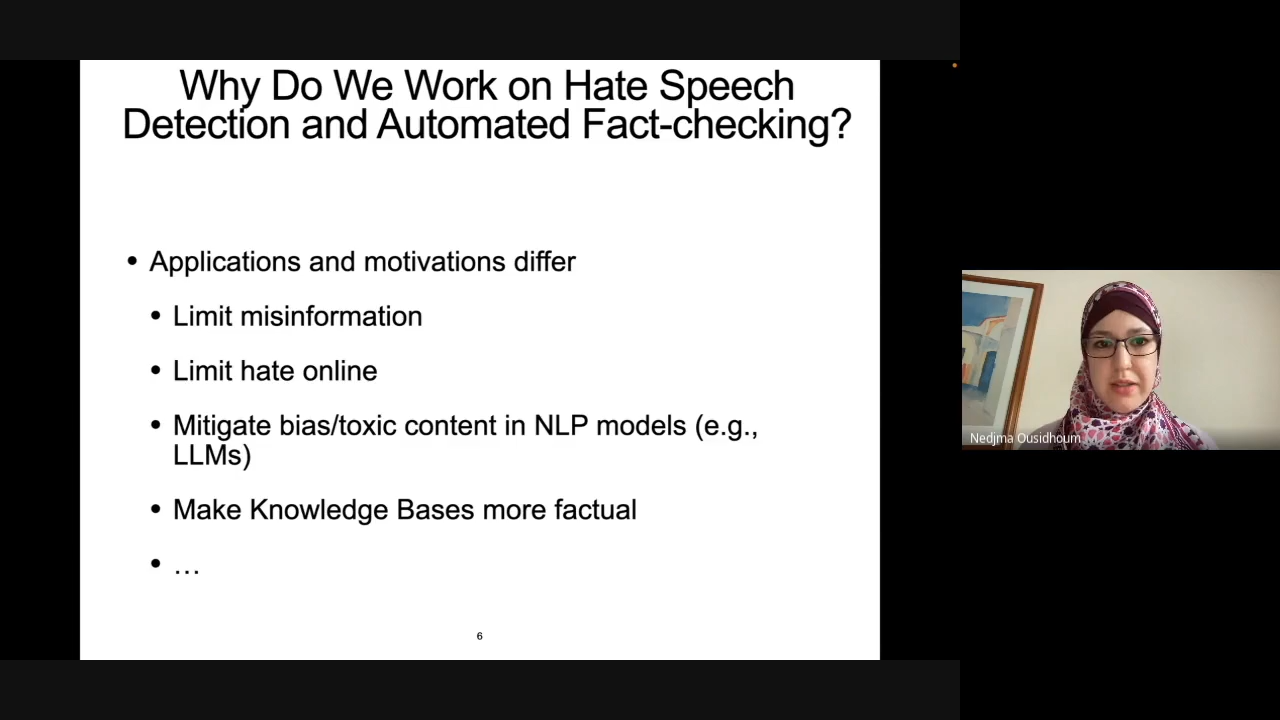 Why Do We Work on Hate Speech
Detection and Automated Fact-checking?
• Applications and motivations differ
• Limit misinformation
• Limit hate online
• Mitigate bias/toxic content in NLP models (e.g.,
LLMs)
• Make Knowledge Bases more factual
• …
6
Nedjma Ousidhoum